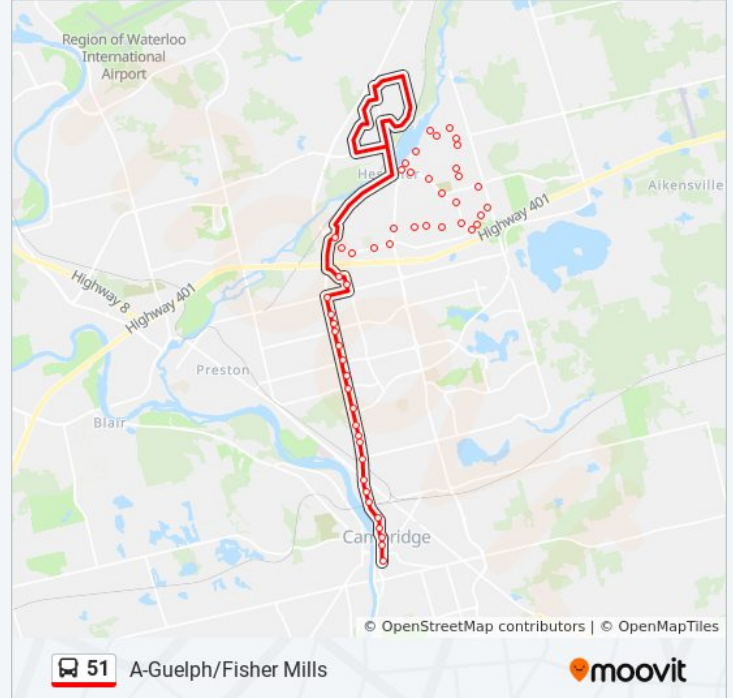 Region of Waterloo
International
Airport
Aikensville
Highway 401
Highway 8
Highway 401
Preston
Blair
Cambridge
© OpenStreetMap contributors | © OpenMapTiles
51 A-Guelph/Fisher Mills
moovit